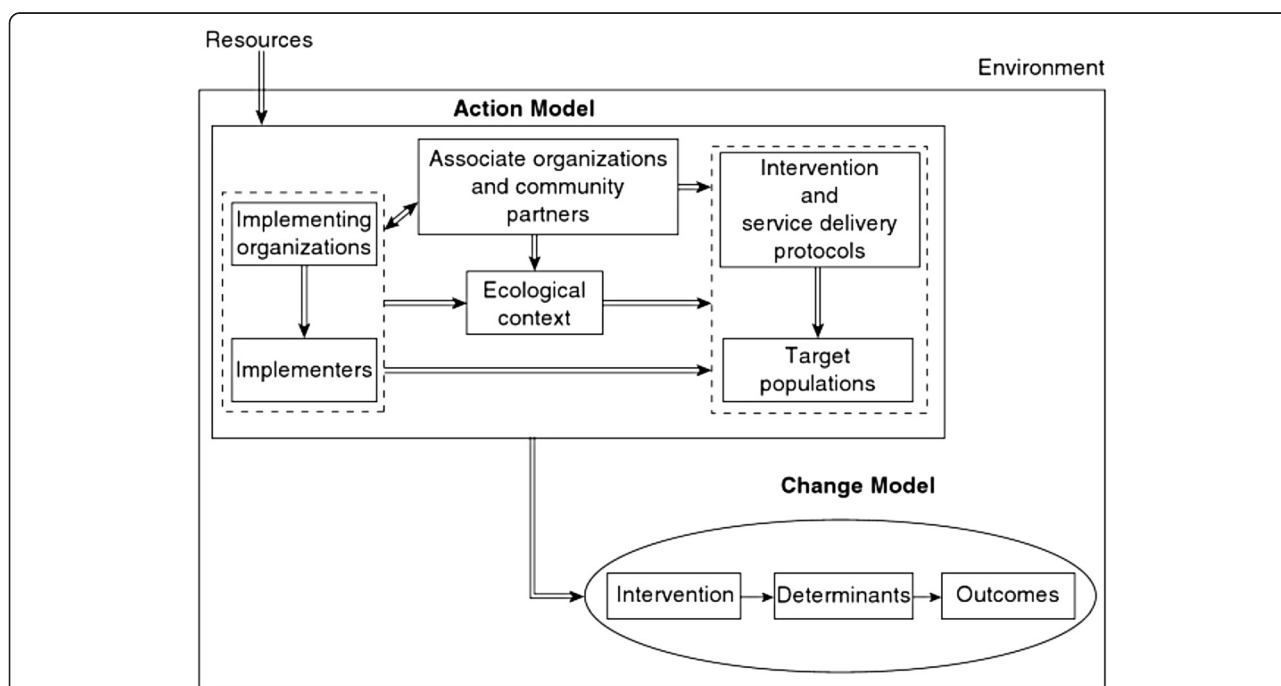 Resources
Environment
Action Model
Associate organizations
and community
partners
Intervention
and
service delivery
protocols
Implementing
organizations
Ecological
context
Implementers
Target
populations
Change Model
Intervention
Determinants
Outcomes